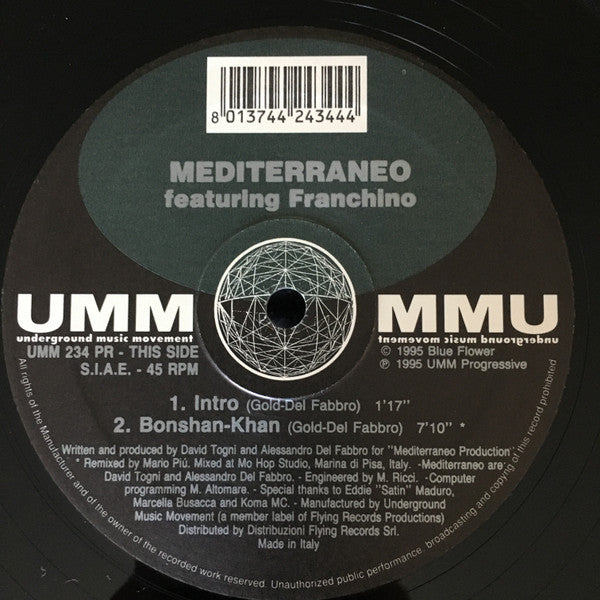 8 013744 243444
MEDITERRANEO
featuring Franchino
UMM
underground music movement
UMM 234 PR - THIS SIDE
S.I.A.E. - 45 RPM
MMU
underground music movement
© 1995 Blue Flower
℗ 1995 UMM Progressive
1. Intro (Gold-Del Fabbro) 1'17"
2. Bonshan-Khan (Gold-Del Fabbro) 7'10" *
Written and produced by David Togni and Alessandro Del Fabbro for "Mediterraneo Production".
* Remixed by Mario Piú. Mixed at Mo Hop Studio, Marina di Pisa, Italy. -Mediterraneo are:
David Togni and Alessandro Del Fabbro. - Engineered by M. Ricci. -Computer
programming M. Altomare. - Special thanks to Eddie "Satin" Maduro,
Marcella Busacca and Koma MC. - Manufactured by Underground
Music Movement (a member label of Flying Records Productions)
Distributed by Distribuzioni Flying Records Srl.
Made in Italy
All rights of the Manufacturer and of the owner of the recorded work reserved. Unauthorized public performance, broadcasting and copying of this record prohibited